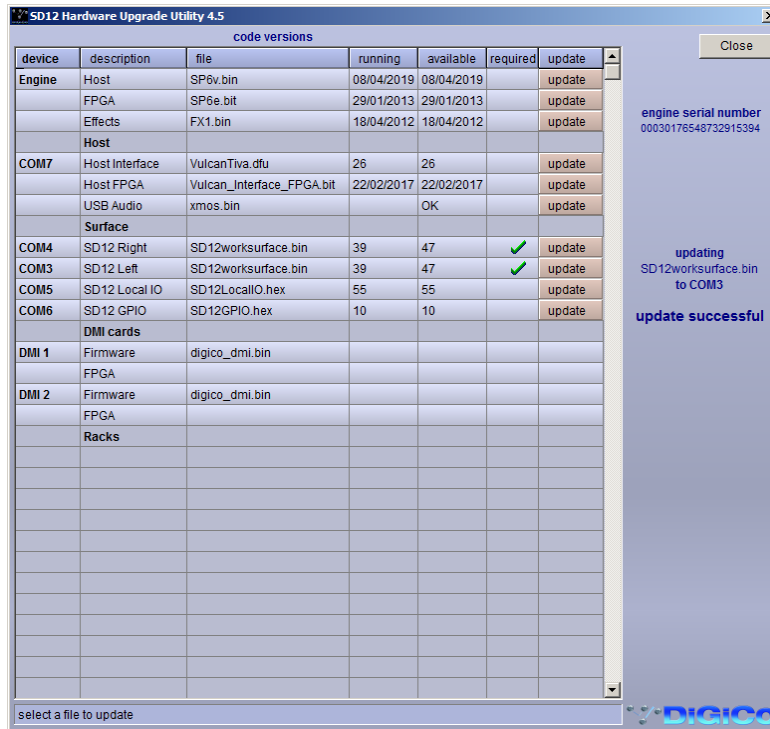 SD12 Hardware Upgrade Utility 4.5
code versions
Close
device description file running available required update
Engine Host SP6v.bin 08/04/2019 08/04/2019 update
FPGA SP6e.bit 29/01/2013 29/01/2013 update
Effects FX1.bin 18/04/2012 18/04/2012 update
Host
COM7 Host Interface VulcanTiva.dfu 26 26 update
Host FPGA Vulcan_Interface_FPGA.bit 22/02/2017 22/02/2017 update
USB Audio xmos.bin OK update
Surface
COM4 SD12 Right SD12worksurface.bin 39 47 update
COM3 SD12 Left SD12worksurface.bin 39 47 update
COM5 SD12 Local IO SD12LocalIO.hex 55 55 update
COM6 SD12 GPIO SD12GPIO.hex 10 10 update
DMI cards
DMI 1 Firmware digico_dmi.bin
FPGA
DMI 2 Firmware digico_dmi.bin
FPGA
Racks
engine serial number
00030176548732915394
updating
SD12worksurface.bin
to COM3
update successful
select a file to update
DiGiCo